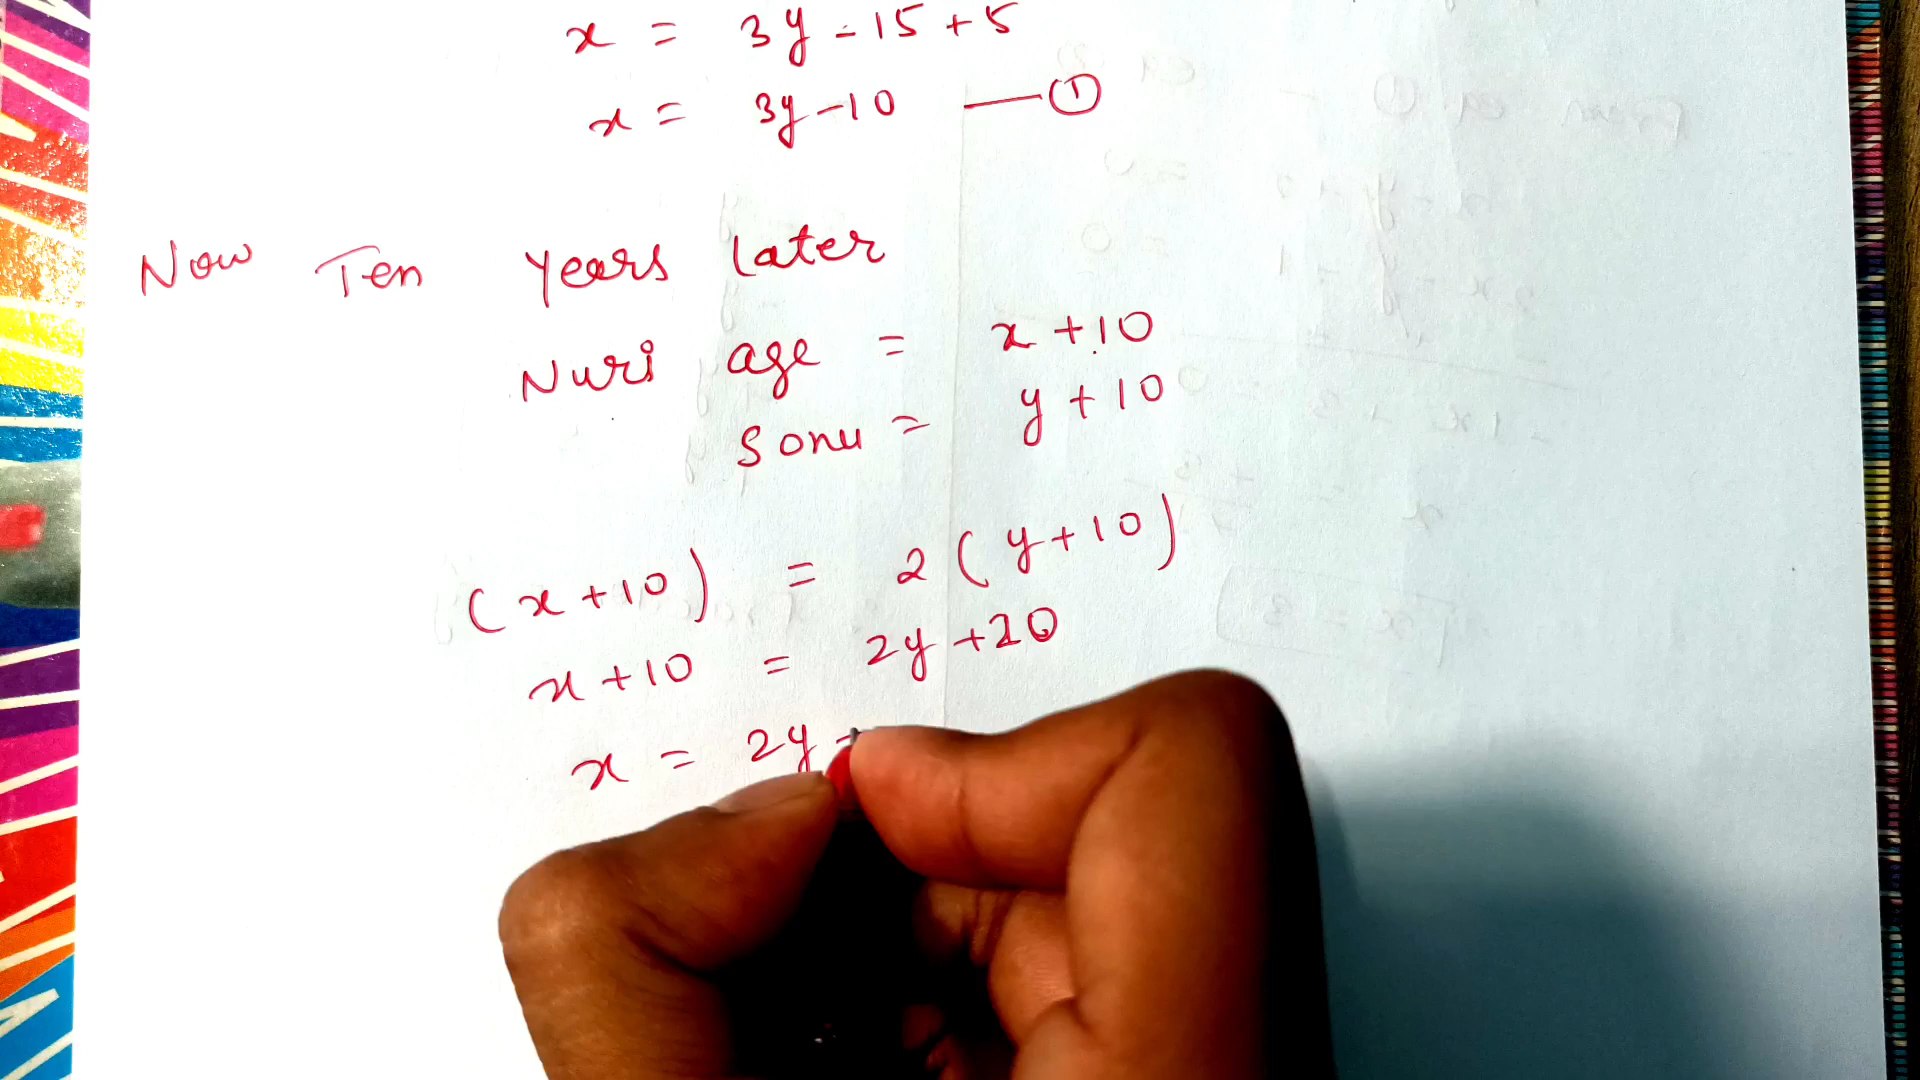 x = 3y - 15 + 5
x = 3y - 10 — ①
Now Ten years later
Nuri age = x + 10
Sonu = y + 10
(x + 10) = 2 (y + 10)
x + 10 = 2y + 20
x = 2y